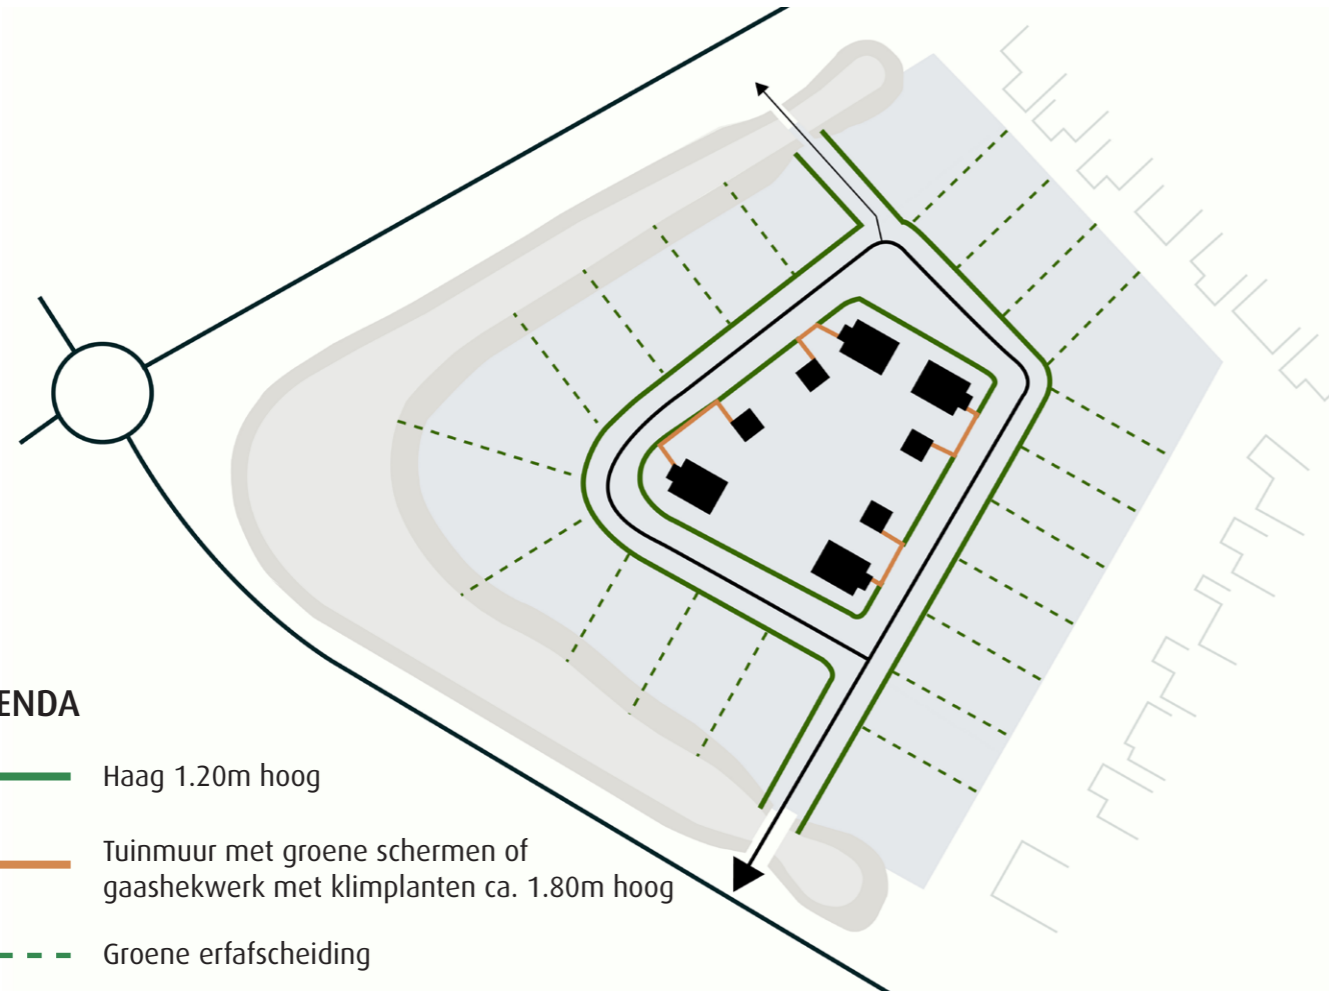 ENDA
Haag 1.20m hoog
Tuinmuur met groene schermen of
gaashekwerk met klimplanten ca. 1.80m hoog
Groene erfafscheiding